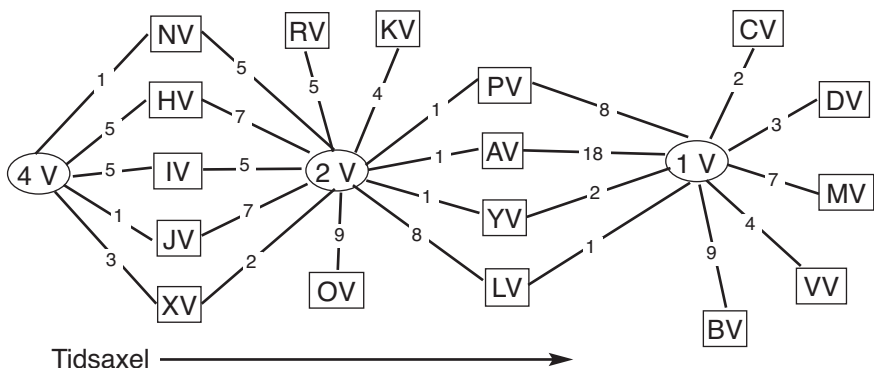 NV RV KV CV
1 5 5 4 2
HV PV DV
5 7 1 8 3
4 V IV 2 V AV 1 V MV
5 5 1 18 7
JV YV
1 7 1 2
XV OV LV VV
3 2 9 8 1 4
BV
9
Tidsaxel